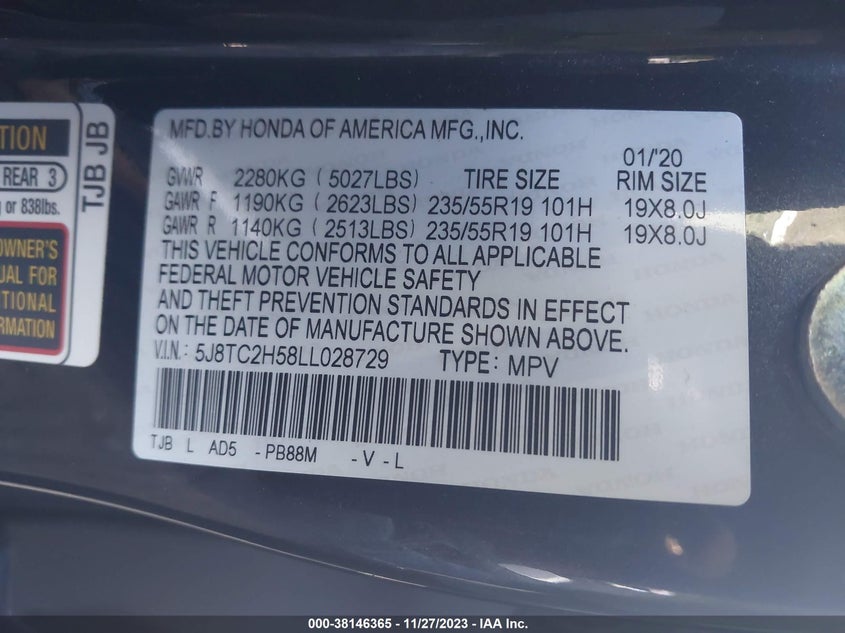 TION
REAR 3
g or 838lbs.
OWNER'S
UAL FOR
TIONAL
RMATION
TJB JB
MFD.BY HONDA OF AMERICA MFG.,INC.
01/'20
GVWR 2280KG (5027LBS) TIRE SIZE RIM SIZE
GAWR F 1190KG (2623LBS) 235/55R19 101H 19X8.0J
GAWR R 1140KG (2513LBS) 235/55R19 101H 19X8.0J
THIS VEHICLE CONFORMS TO ALL APPLICABLE
FEDERAL MOTOR VEHICLE SAFETY
AND THEFT PREVENTION STANDARDS IN EFFECT
ON THE DATE OF MANUFACTURE SHOWN ABOVE.
V.I.N.: 5J8TC2H58LL028729 TYPE: MPV
TJB L AD5 -PB88M -V-L
000-38146365 - 11/27/2023 - IAA Inc.